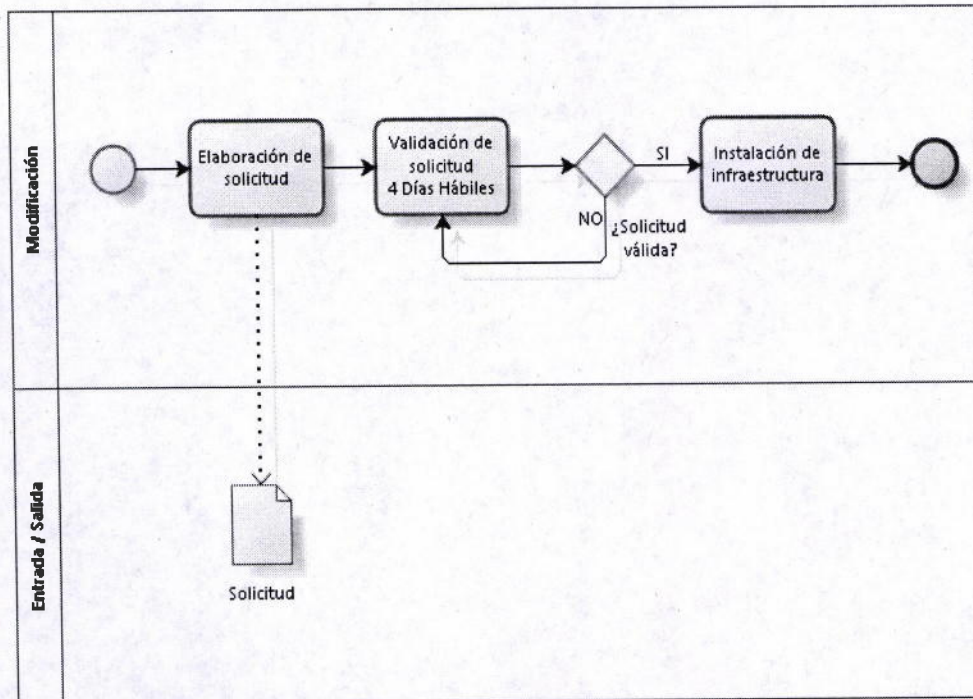 Modificación
Elaboración de
solicitud
Validación de
solicitud
4 Días Hábiles
SI
NO
¿Solicitud
válida?
Instalación de
infraestructura
Entrada / Salida
Solicitud